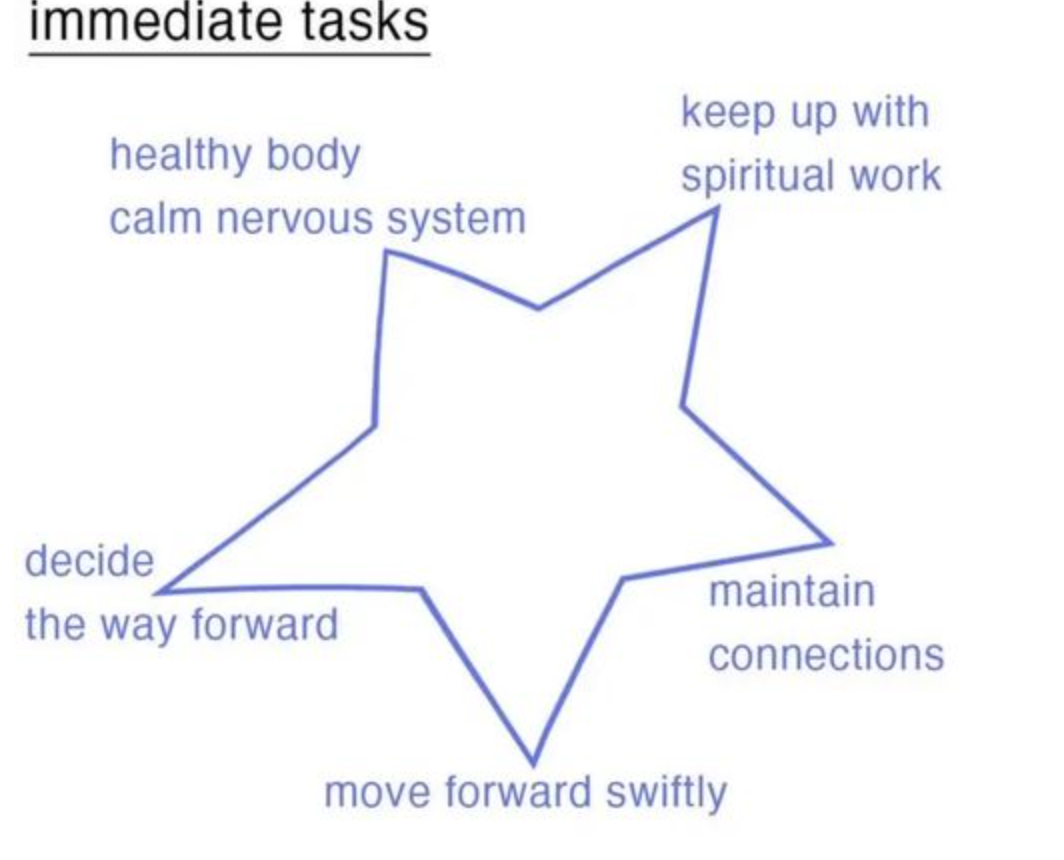 immediate tasks
healthy body
calm nervous system
keep up with
spiritual work
decide
the way forward
maintain
connections
move forward swiftly